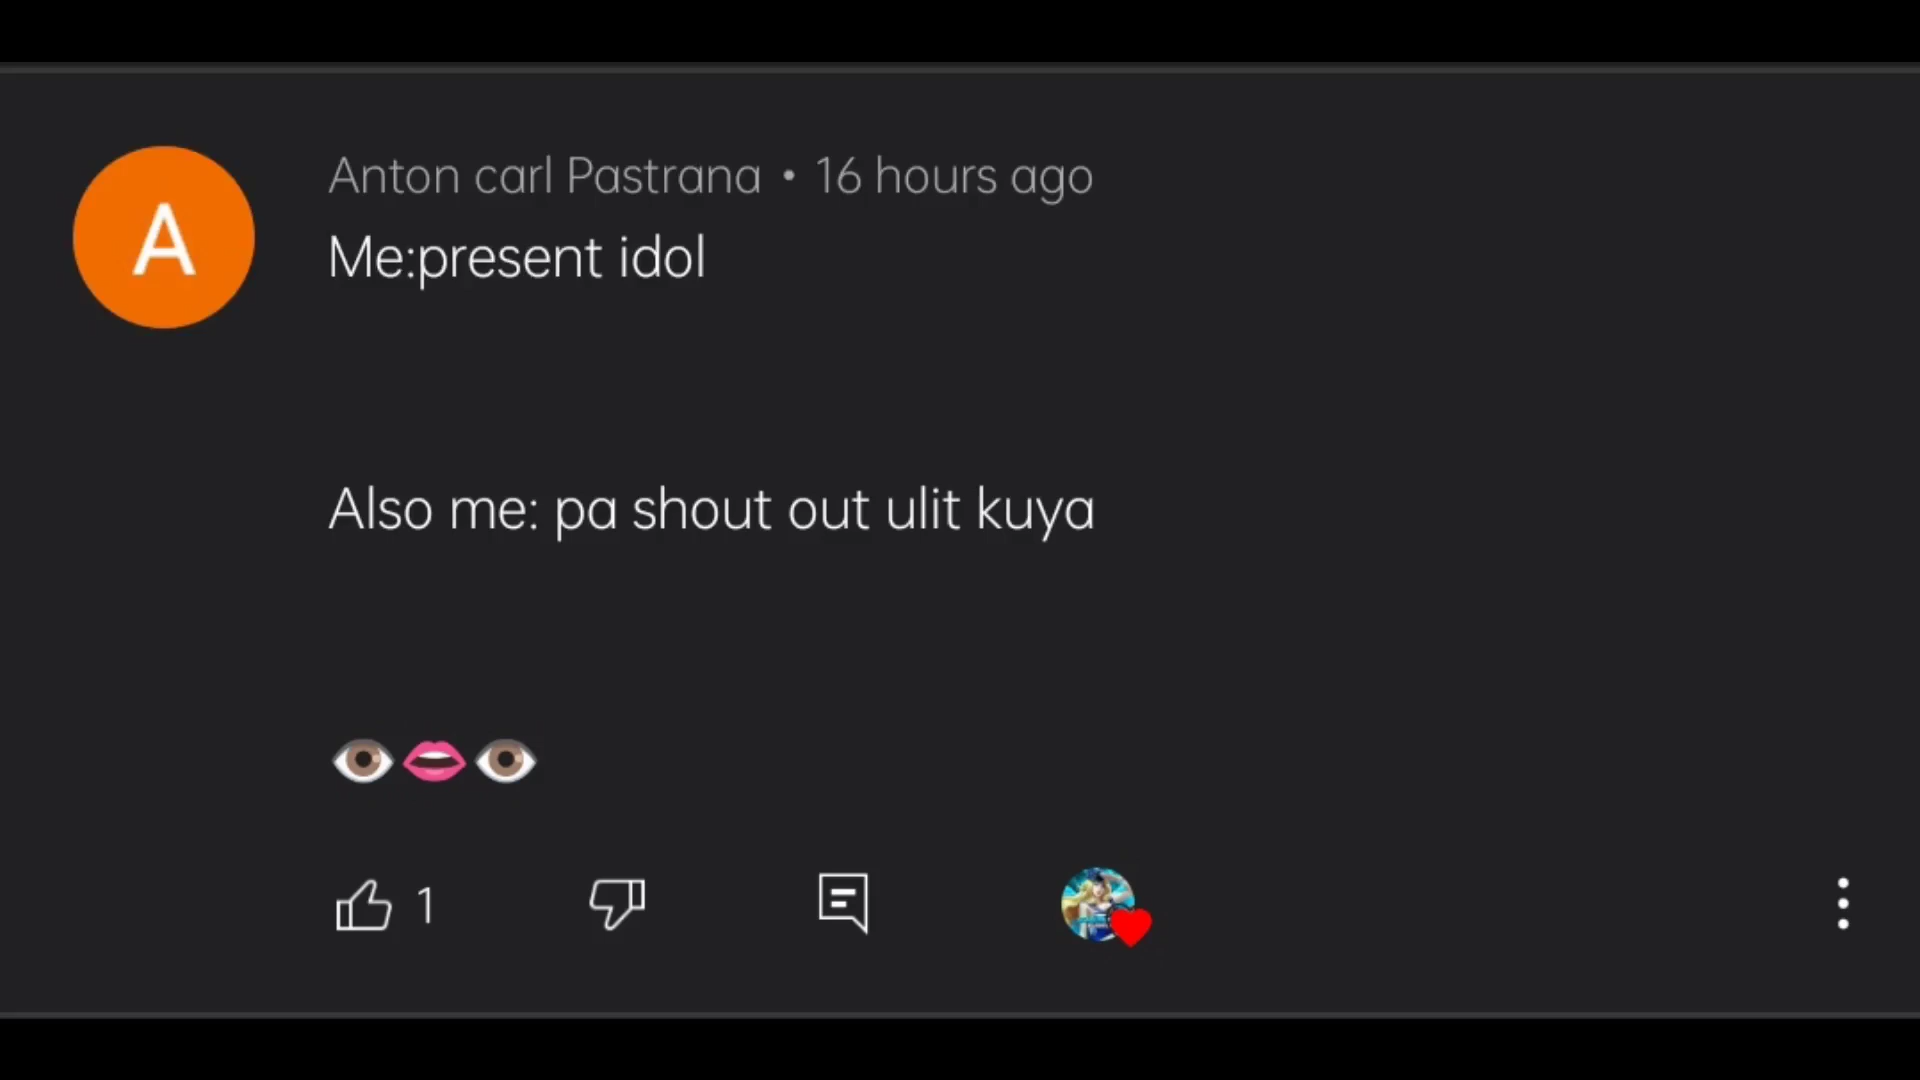 A
Anton carl Pastrana • 16 hours ago
Me:present idol
Also me: pa shout out ulit kuya
👁️👄👁️
1